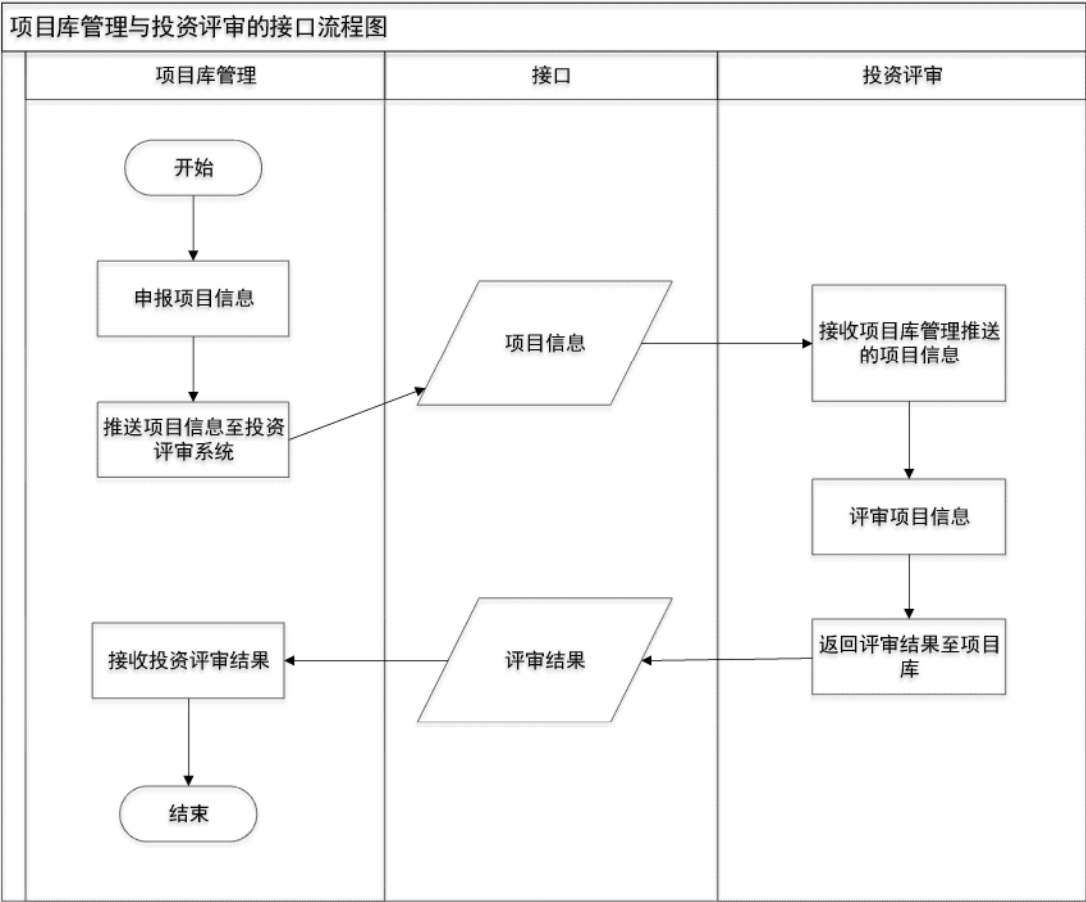 项目库管理与投资评审的接口流程图
项目库管理
接口
投资评审
开始
申报项目信息
推送项目信息至投资
评审系统
项目信息
接收项目库管理推送
的项目信息
评审项目信息
返回评审结果至项目
库
评审结果
接收投资评审结果
结束